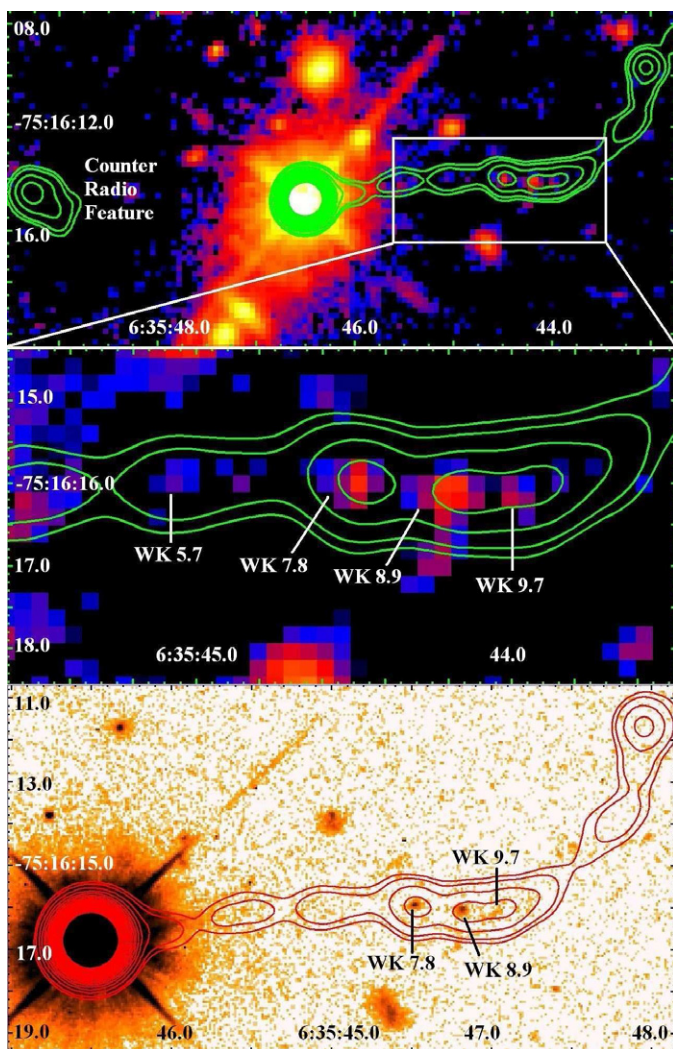 08.0
-75:16:12.0
Counter
Radio
Feature
16.0
6:35:48.0 46.0 44.0
15.0
-75:16:16.0
WK 5.7
WK 7.8
WK 8.9
WK 9.7
17.0
18.0
6:35:45.0 44.0
11.0
13.0
-75:16:15.0
WK 9.7
WK 7.8
WK 8.9
17.0
19.0 46.0 6:35:45.0 47.0 48.0